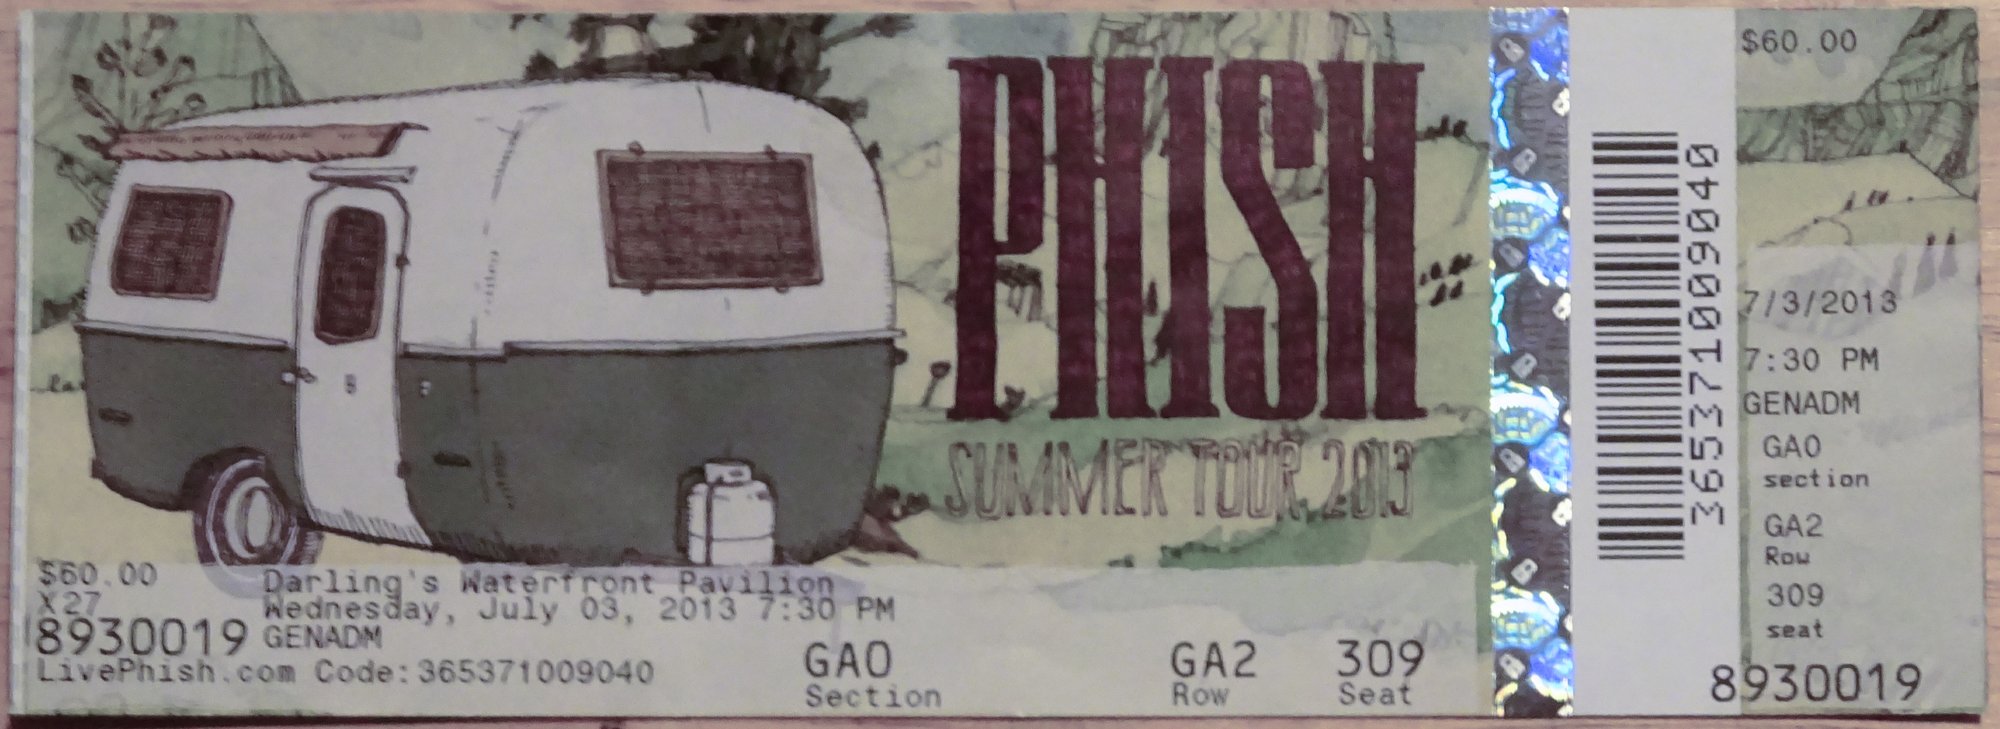 PHISH
SUMMER TOUR 2013
$60.00
X27
8930019
Darling's Waterfront Pavilion
Wednesday, July 03, 2013 7:30 PM
GENADM
LivePhish.com Code:365371009040
GA0
Section
GA2
Row
309
Seat
365371009040
$60.00
7/3/2013
7:30 PM
GENADM
GA0
section
GA2
Row
309
seat
8930019